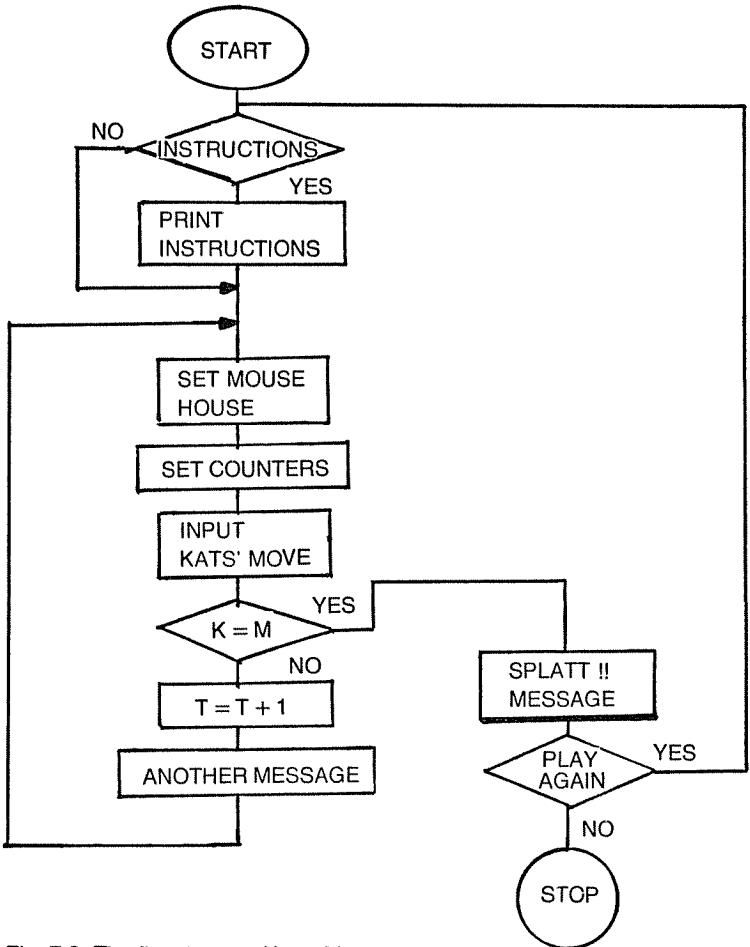 START
NO
INSTRUCTIONS
YES
PRINT
INSTRUCTIONS
SET MOUSE
HOUSE
SET COUNTERS
INPUT
KATS' MOVE
YES
K = M
NO
T = T + 1
ANOTHER MESSAGE
SPLATT !!
MESSAGE
PLAY
AGAIN
YES
NO
STOP